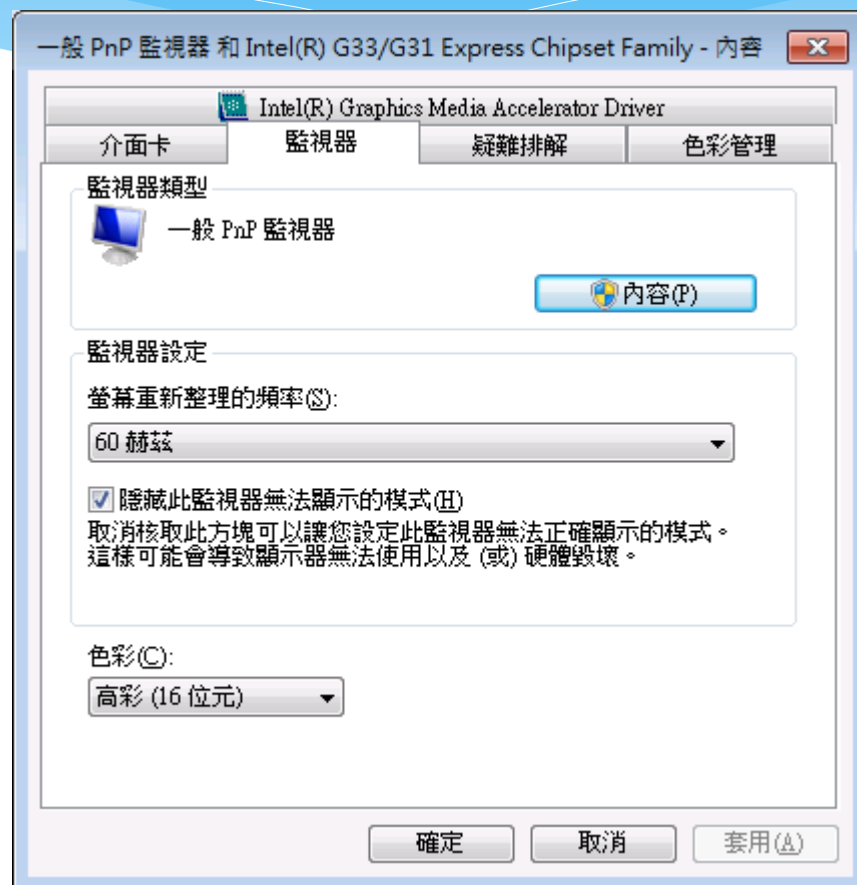 一般 PnP 監視器 和 Intel(R) G33/G31 Express Chipset Family - 內容
Intel(R) Graphics Media Accelerator Driver
介面卡 監視器 疑難排解 色彩管理
監視器類型
一般 PnP 監視器
內容(P)
監視器設定
螢幕重新整理的頻率(S):
60 赫茲
隱藏此監視器無法顯示的模式(H)
取消核取此方塊可以讓您設定此監視器無法正確顯示的模式。
這樣可能會導致顯示器無法使用以及 (或) 硬體毀壞。
色彩(C):
高彩 (16 位元)
確定 取消 套用(A)